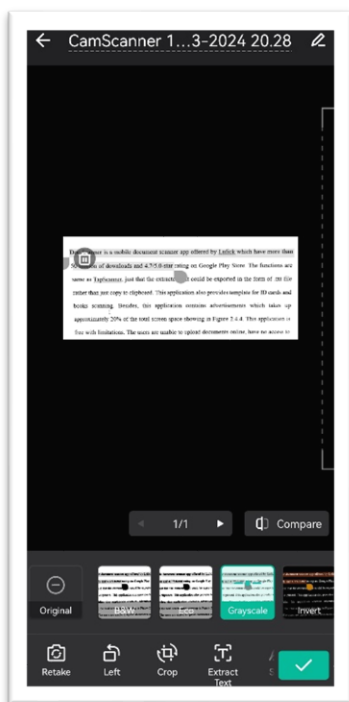 CamScanner 1...3-2024 20.28
is a mobile document scanner app offered by Lufick which have more than
of downloads and 4.7/5.0 star rating on Google Play Store. The functions are
same as Tapscanner, just that the extracted could be exported in the form of .txt file
rather than just copy to clipboard. This application also provides template for ID cards and
books scanning. Besides, this application contains advertisements which takes up
approximately 20% of the total screen space showing in Figure 2.4.4. This application is
free with limitations. The users are unable to upload documents online, have no access to
1/1
Compare
Original
B&W
Eco
Grayscale
Invert
Retake
Left
Crop
Extract
Text